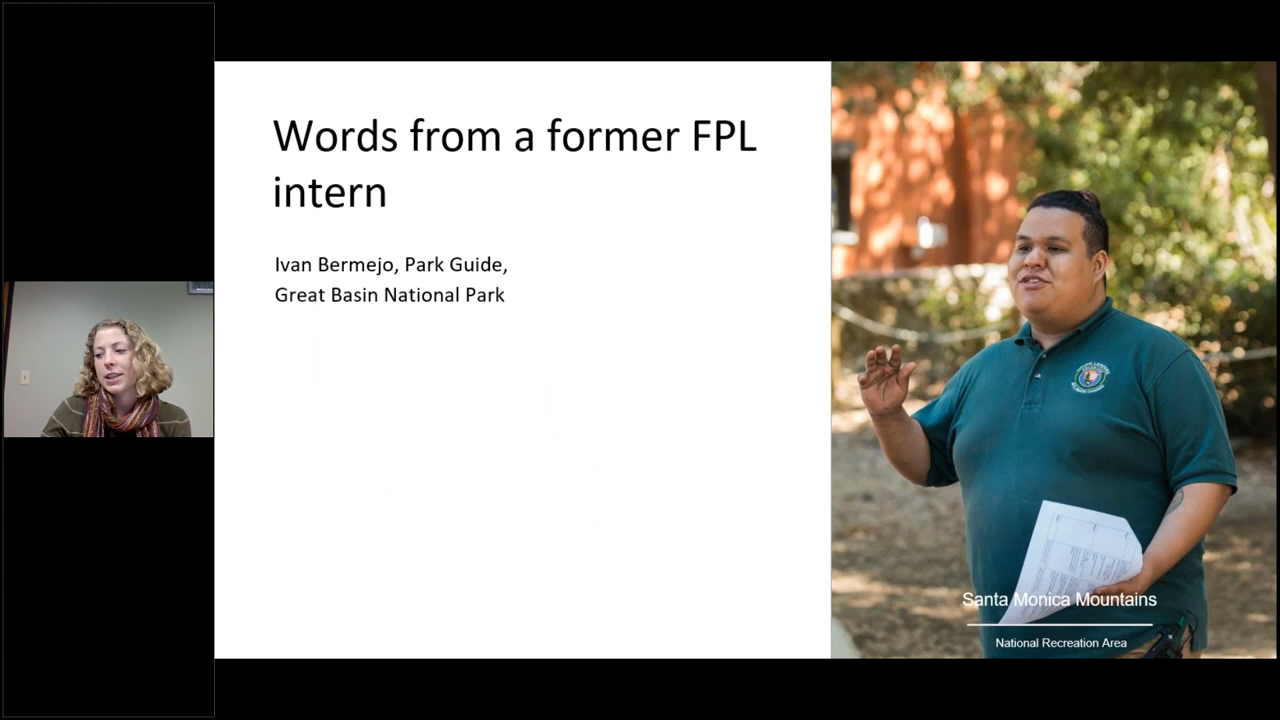 Words from a former FPL
intern
Ivan Bermejo, Park Guide,
Great Basin National Park
Santa Monica Mountains
National Recreation Area